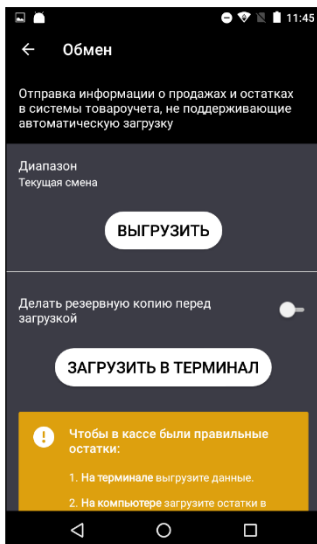 11:45
Обмен
Отправка информации о продажах и остатках
в системы товароучета, не поддерживающие
автоматическую загрузку
Диапазон
Текущая смена
ВЫГРУЗИТЬ
Делать резервную копию перед
загрузкой
ЗАГРУЗИТЬ В ТЕРМИНАЛ
Чтобы в кассе были правильные
остатки:
1. На терминале выгрузите данные.
2. На компьютере загрузите остатки в